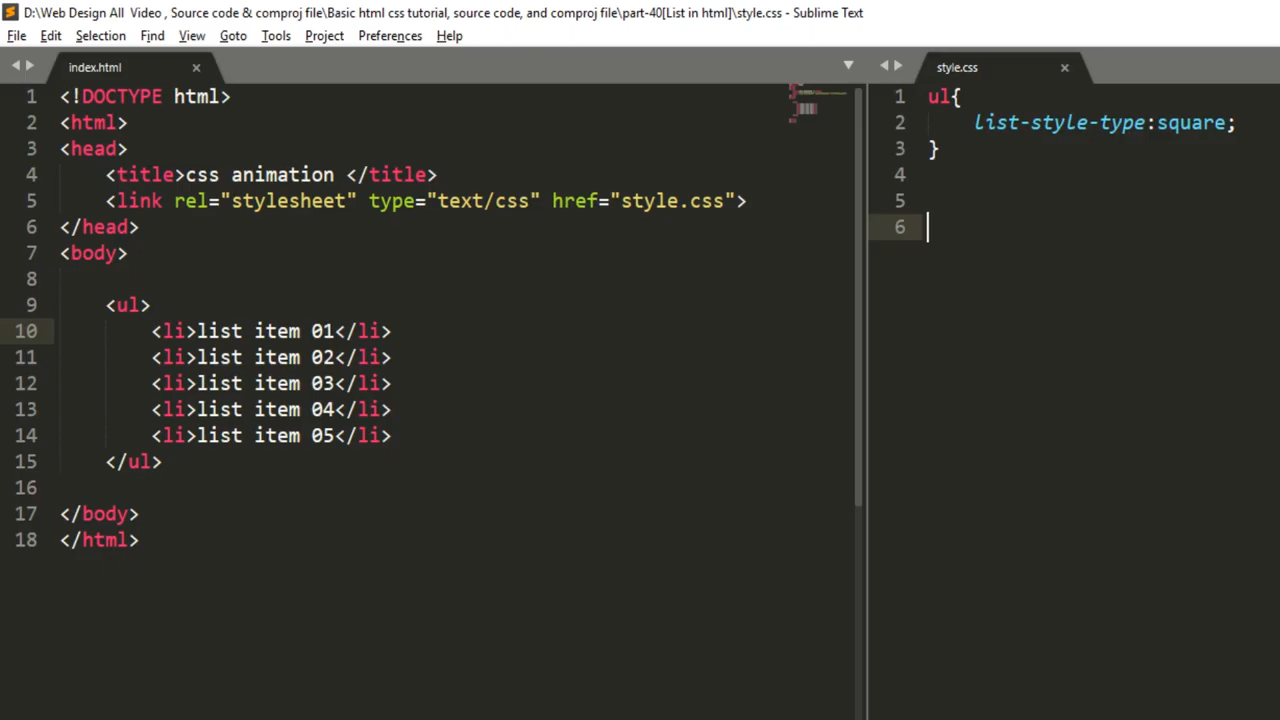 D:\Web Design All  Video , Source code & comproj file\Basic html css tutorial, source code, and comproj file\part-40[List in html]\style.css - Sublime Text
File Edit Selection Find View Goto Tools Project Preferences Help
index.html
1 <!DOCTYPE html>
2 <html>
3 <head>
4     <title>css animation </title>
5     <link rel="stylesheet" type="text/css" href="style.css">
6 </head>
7 <body>
8
9     <ul>
10         <li>list item 01</li>
11         <li>list item 02</li>
12         <li>list item 03</li>
13         <li>list item 04</li>
14         <li>list item 05</li>
15     </ul>
16
17 </body>
18 </html>
style.css
1 ul{
2     list-style-type:square;
3 }
4
5
6